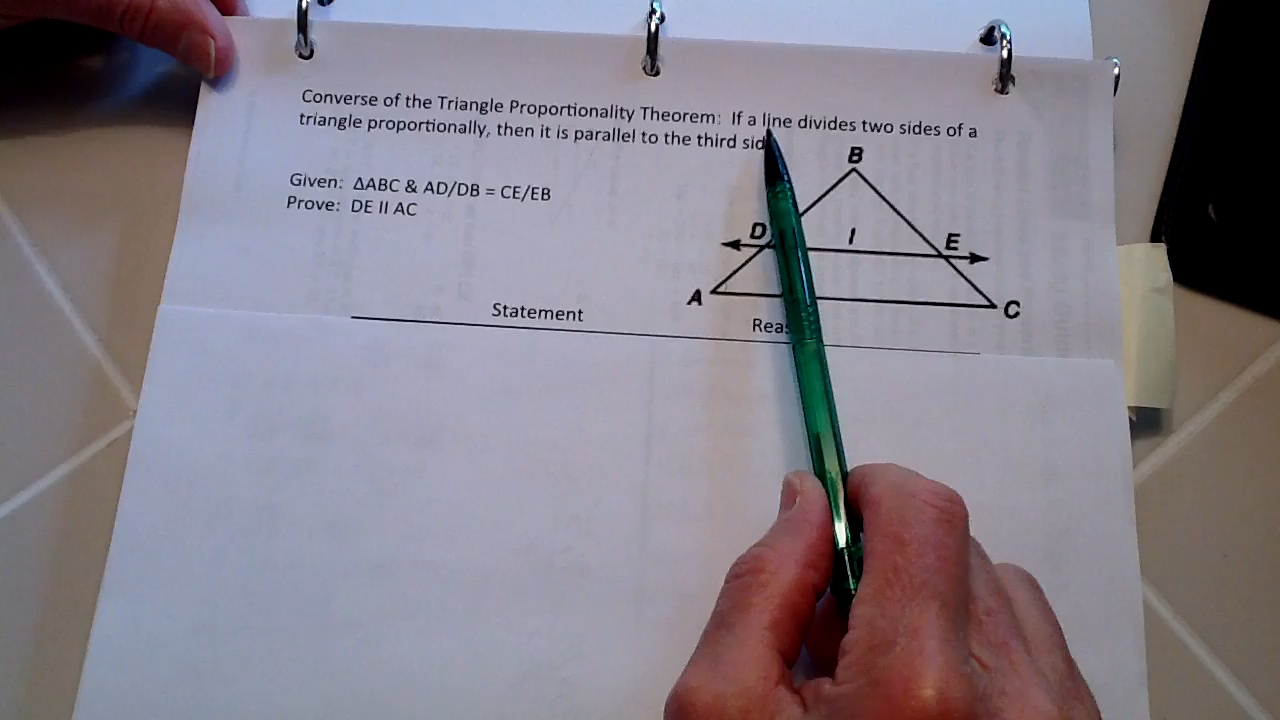 Converse of the Triangle Proportionality Theorem: If a line divides two sides of a
triangle proportionally, then it is parallel to the third
Given: ΔABC & AD/DB = CE/EB
Prove: DE II AC
B
D
l
E
A
C
Statement